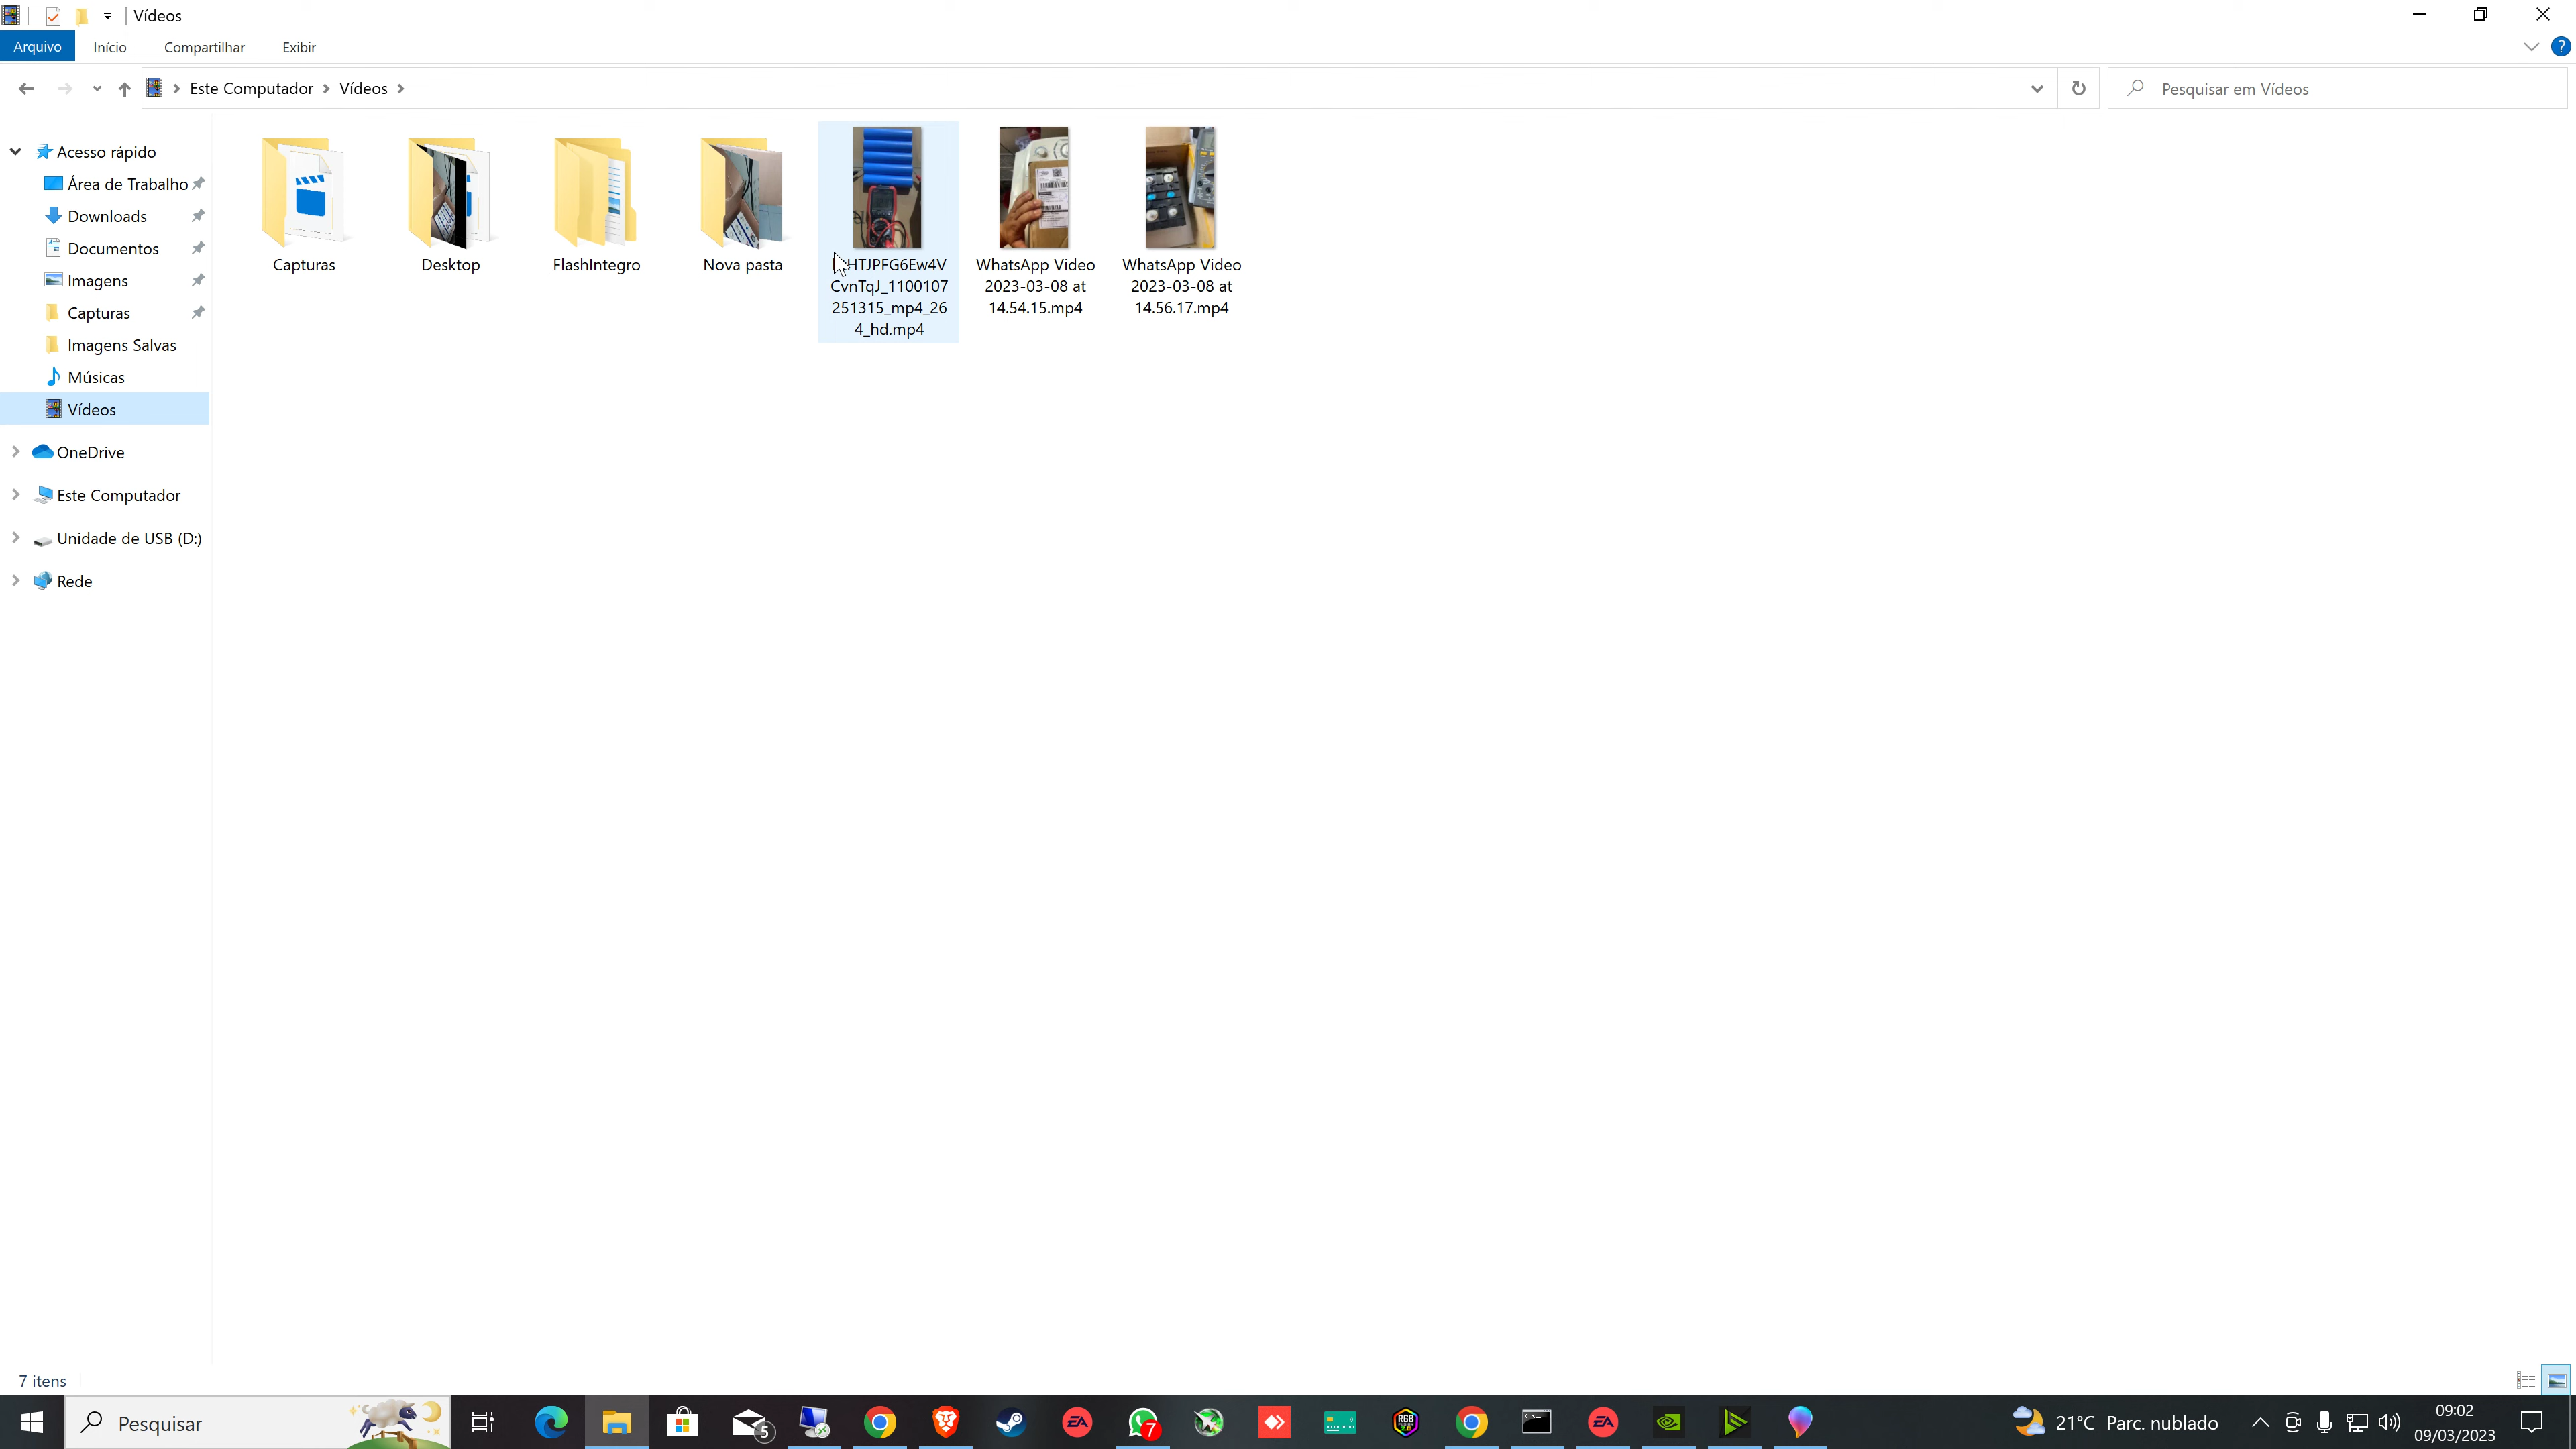 Vídeos
Arquivo Início Compartilhar Exibir
Este Computador Vídeos
Pesquisar em Vídeos
Acesso rápido
Área de Trabalho
Downloads
Documentos
Imagens
Capturas
Imagens Salvas
Músicas
Vídeos
OneDrive
Este Computador
Unidade de USB (D:)
Rede
Capturas
Desktop
FlashIntegro
Nova pasta
HTJPFG6Ew4V
CvnTqJ_1100107
251315_mp4_26
4_hd.mp4
WhatsApp Video
2023-03-08 at
14.54.15.mp4
WhatsApp Video
2023-03-08 at
14.56.17.mp4
7 itens
Pesquisar
5
7
21°C Parc. nublado
09:02
09/03/2023